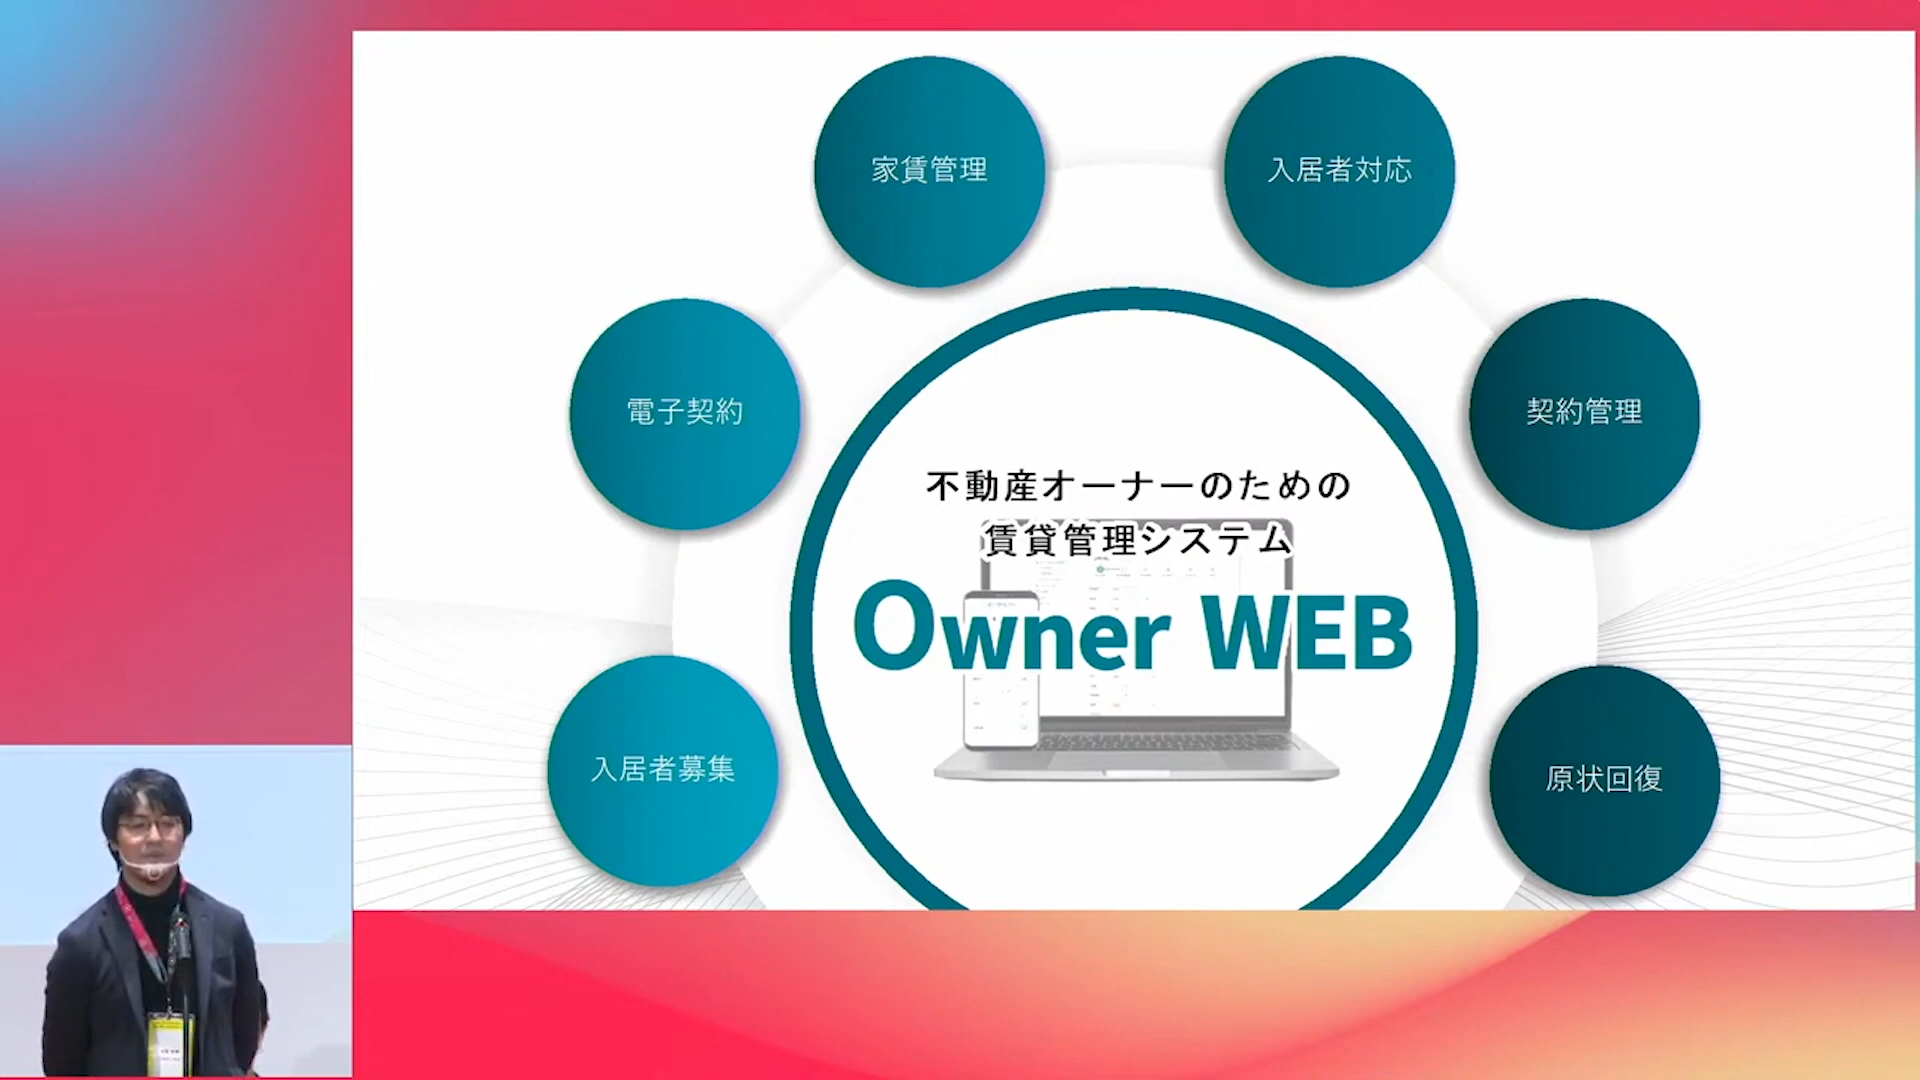 家賃管理
入居者対応
電子契約
契約管理
不動産オーナーのための
賃貸管理システム
Owner WEB
入居者募集
原状回復